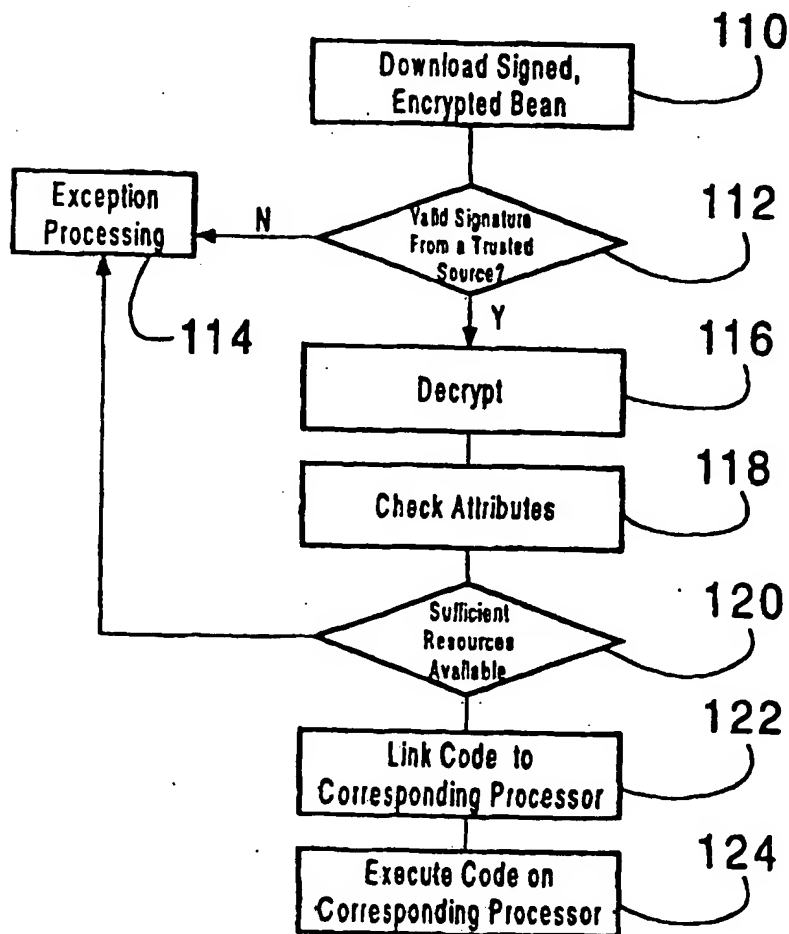 110
Download Signed,
Encrypted Bean
112
Valid Signature
From a Trusted
Source?
N
Exception
Processing
114
Y
116
Decrypt
118
Check Attributes
120
Sufficient
Resources
Available
122
Link Code to
Corresponding Processor
124
Execute Code on
Corresponding Processor